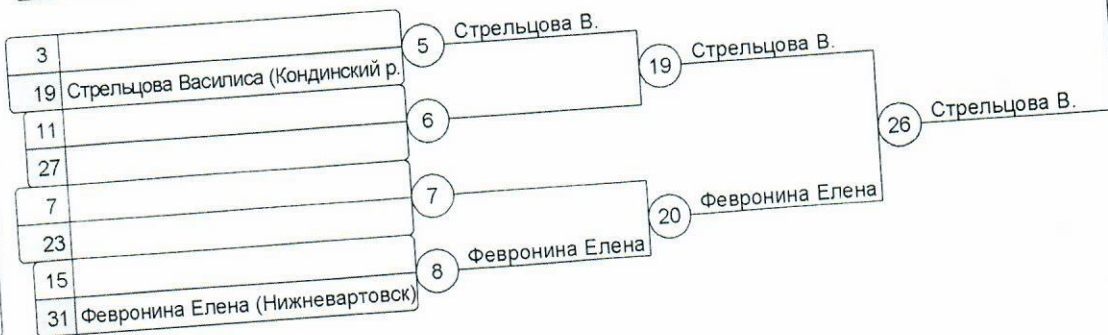 3
5 Стрельцова В.
19 Стрельцова Василиса (Кондинский р.
19 Стрельцова В.
11
6
27
26 Стрельцова В.
7
7
23
20 Февронина Елена
15
8 Февронина Елена
31 Февронина Елена (Нижневартовск)